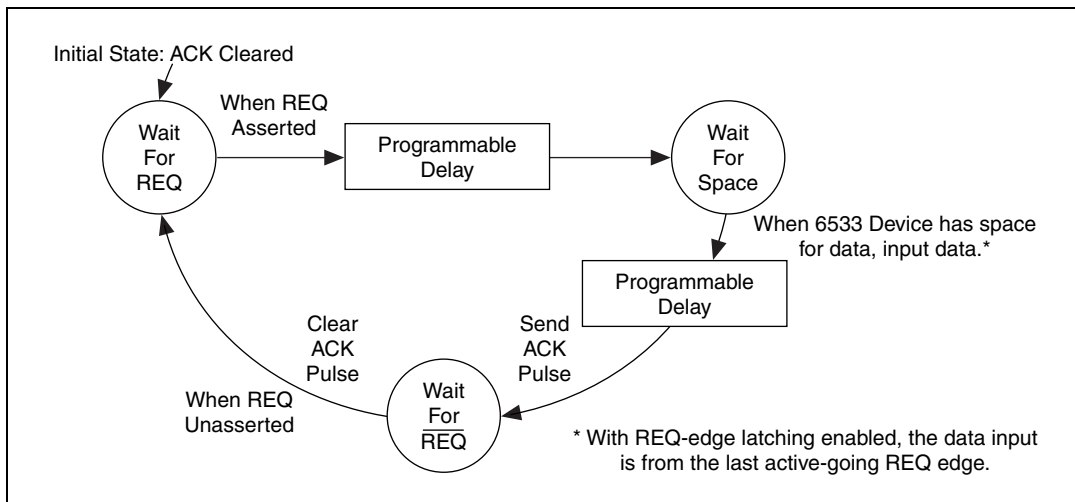 Initial State: ACK Cleared
When REQ
Asserted
Wait
For
REQ
Programmable
Delay
Wait
For
Space
When 6533 Device has space
for data, input data.*
Programmable
Delay
Send
ACK
Pulse
Clear
ACK
Pulse
When REQ
Unasserted
Wait
For
R̅E̅Q̅
* With REQ-edge latching enabled, the data input
is from the last active-going REQ edge.